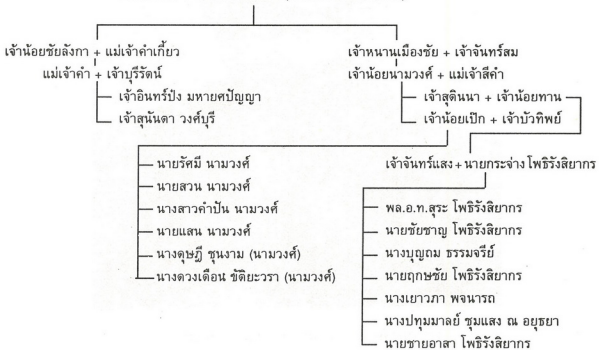 เจ้าน้อยชัยลังกา + แม่เจ้าคำเกี้ยว
แม่เจ้าคำ + เจ้าบุรีรัตน์
เจ้าอินทร์ปง มหายศปัญญา
เจ้าสุนันดา วงศ์บุรี
เจ้าหนานเมืองชัย + เจ้าจันทร์สม
เจ้าน้อยนามวงศ์ + แม่เจ้าสีคำ
เจ้าสุดินนา + เจ้าน้อยทาน
เจ้าน้อยเปิก + เจ้าบัวทิพย์
นายรัศมี นามวงศ์
นายสวน นามวงศ์
นางสาวคำปัน นามวงศ์
นายแสน นามวงศ์
นางดุษฎี ชุนงาม (นามวงศ์)
นางดวงเดือน ขัติยะวรา (นามวงศ์)
เจ้าจันทร์แสง + นายกระจ่าง โพธิรังสิยากร
พล.อ.ท.สุระ โพธิรังสิยากร
นายชัยชาญ โพธิรังสิยากร
นางบุญถม ธรรมจรีย์
นายฤกษชัย โพธิรังสิยากร
นางเยาวภา พจนารถ
นางปทุมมาลย์ ชุมแสง ณ อยุธยา
นายชายอาสา โพธิรังสิยากร